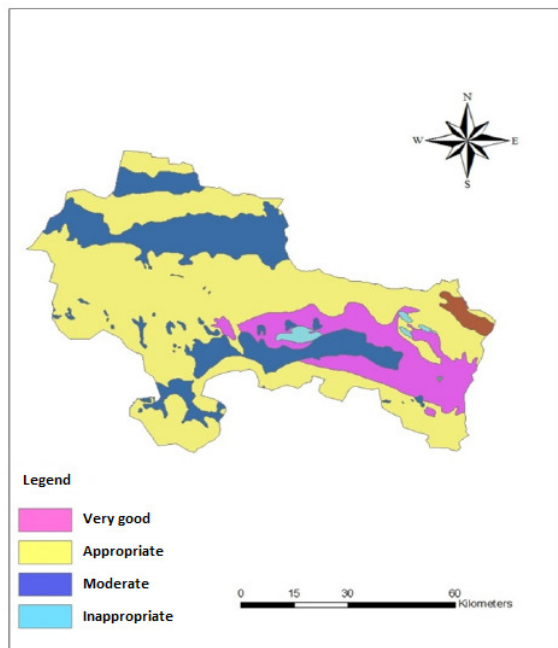 N
W E
S
Legend
Very good
Appropriate
Moderate
Inappropriate
0 15 30 60
Kilometers